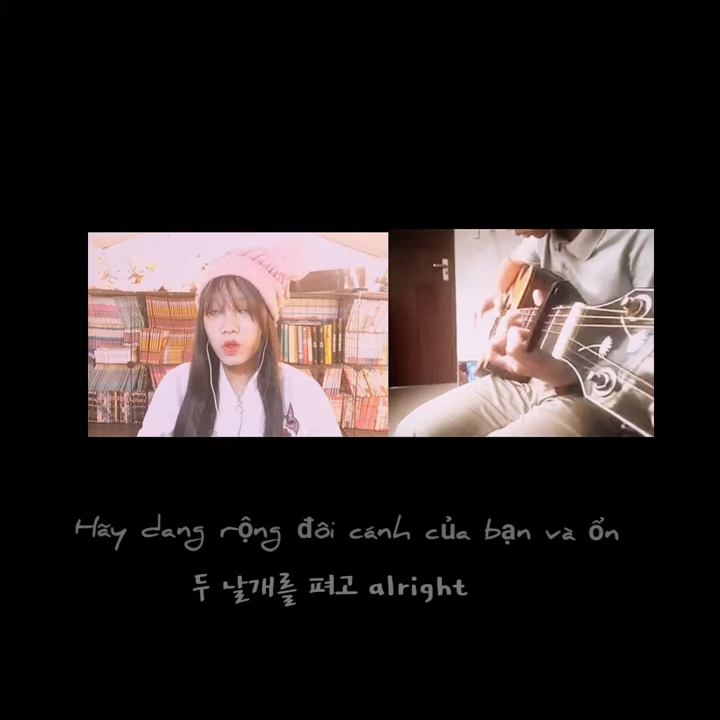 Hãy dang rộng đôi cánh của bạn và ổn
두 날개를 펴고 alright